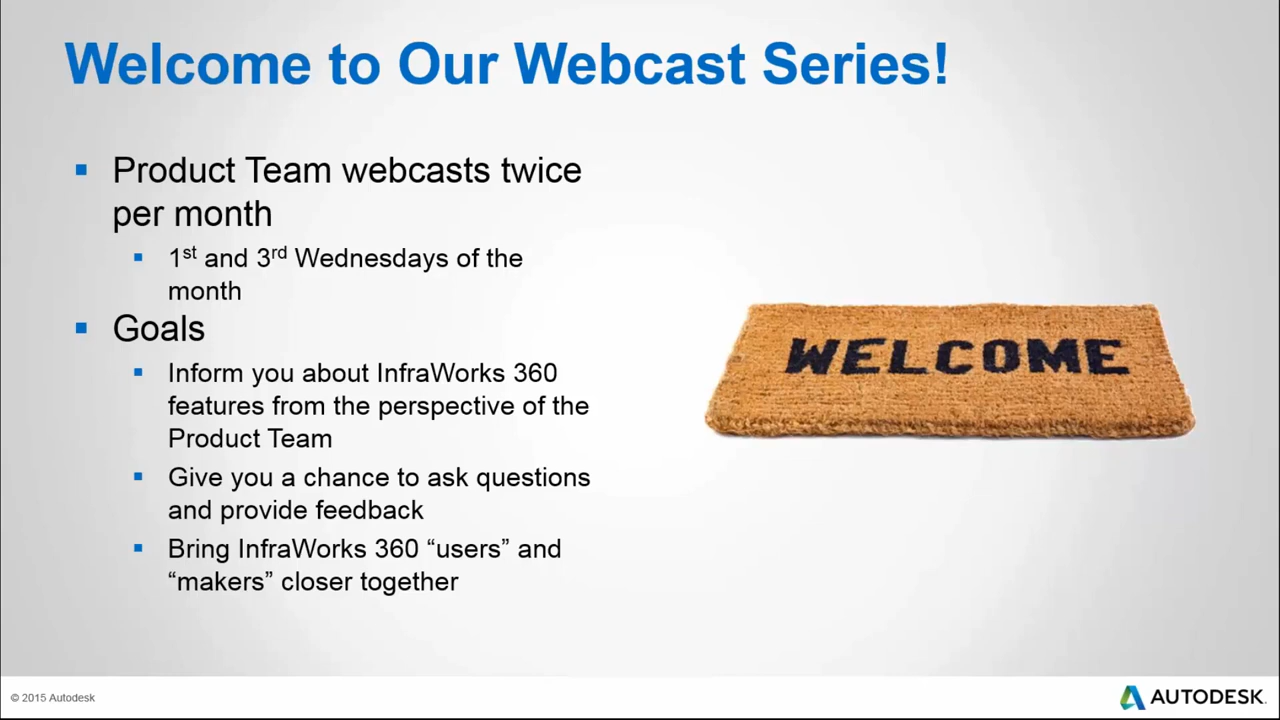 Welcome to Our Webcast Series!
Product Team webcasts twice
per month
1st and 3rd Wednesdays of the
month
Goals
Inform you about InfraWorks 360
features from the perspective of the
Product Team
Give you a chance to ask questions
and provide feedback
Bring InfraWorks 360 “users” and
“makers” closer together
WELCOME
© 2015 Autodesk
AUTODESK.